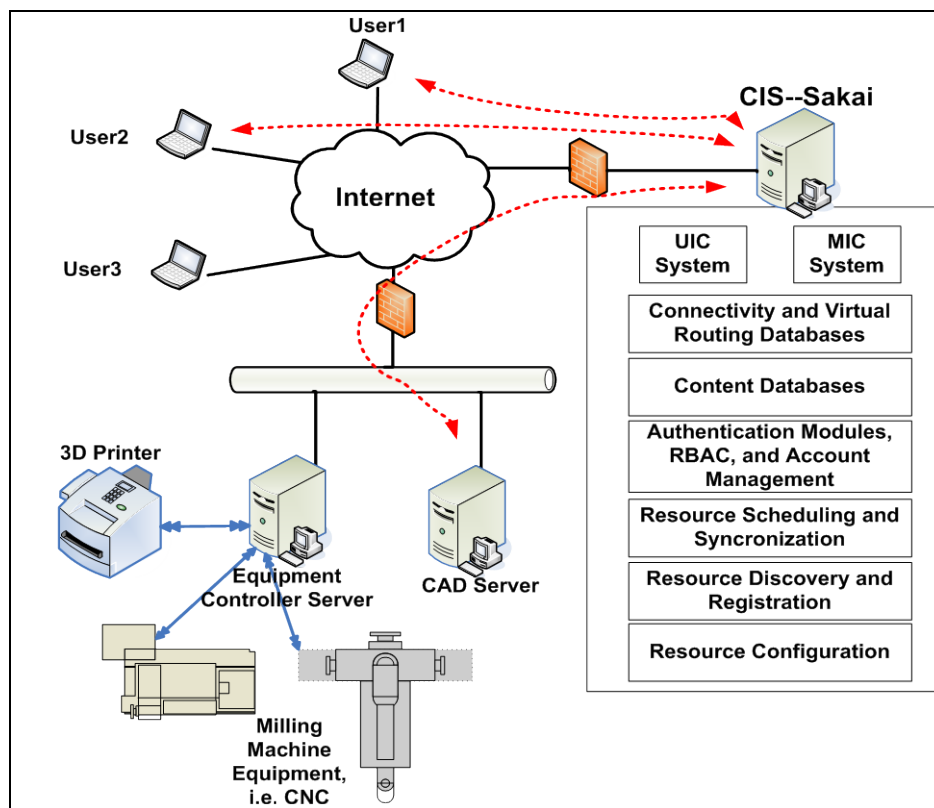 User1
CIS--Sakai
User2
Internet
User3
UIC
System
MIC
System
Connectivity and Virtual
Routing Databases
Content Databases
Authentication Modules,
RBAC, and Account
Management
Resource Scheduling and
Syncronization
Resource Discovery and
Registration
Resource Configuration
3D Printer
Equipment
Controller Server
CAD Server
Milling
Machine
Equipment,
i.e. CNC